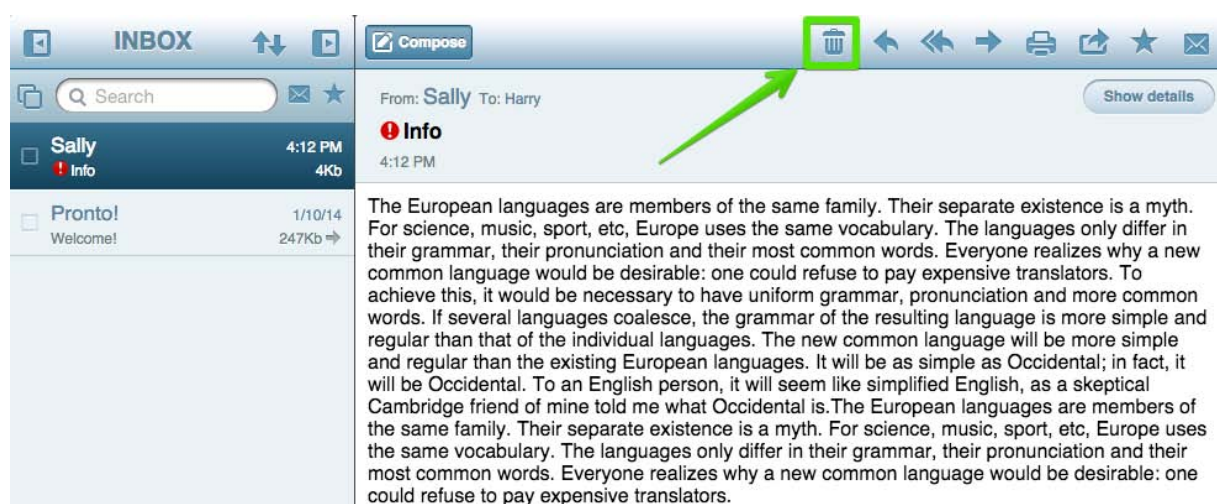 INBOX
Compose
Search
From: Sally To: Harry
Show details
Info
4:12 PM
Sally 4:12 PM
Info 4Kb
Pronto! 1/10/14
Welcome! 247Kb
The European languages are members of the same family. Their separate existence is a myth.
For science, music, sport, etc, Europe uses the same vocabulary. The languages only differ in
their grammar, their pronunciation and their most common words. Everyone realizes why a new
common language would be desirable: one could refuse to pay expensive translators. To
achieve this, it would be necessary to have uniform grammar, pronunciation and more common
words. If several languages coalesce, the grammar of the resulting language is more simple and
regular than that of the individual languages. The new common language will be more simple
and regular than the existing European languages. It will be as simple as Occidental; in fact, it
will be Occidental. To an English person, it will seem like simplified English, as a skeptical
Cambridge friend of mine told me what Occidental is.The European languages are members of
the same family. Their separate existence is a myth. For science, music, sport, etc, Europe uses
the same vocabulary. The languages only differ in their grammar, their pronunciation and their
most common words. Everyone realizes why a new common language would be desirable: one
could refuse to pay expensive translators.